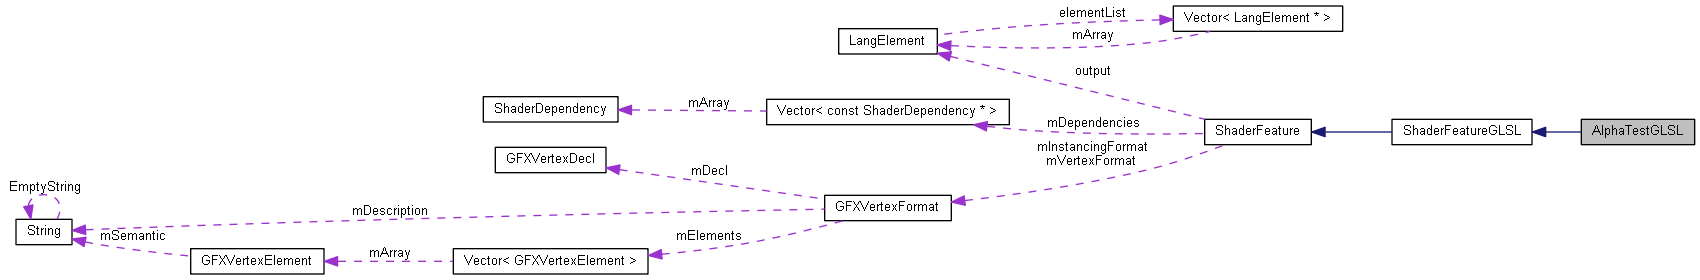 elementList
Vector< LangElement * >
mArray
LangElement
output
ShaderDependency
mArray
Vector< const ShaderDependency * >
mDependencies
ShaderFeature
ShaderFeatureGLSL
AlphaTestGLSL
mInstancingFormat
mVertexFormat
GFXVertexDecl
mDecl
EmptyString
GFXVertexFormat
mDescription
String
mSemantic
mElements
GFXVertexElement
mArray
Vector< GFXVertexElement >